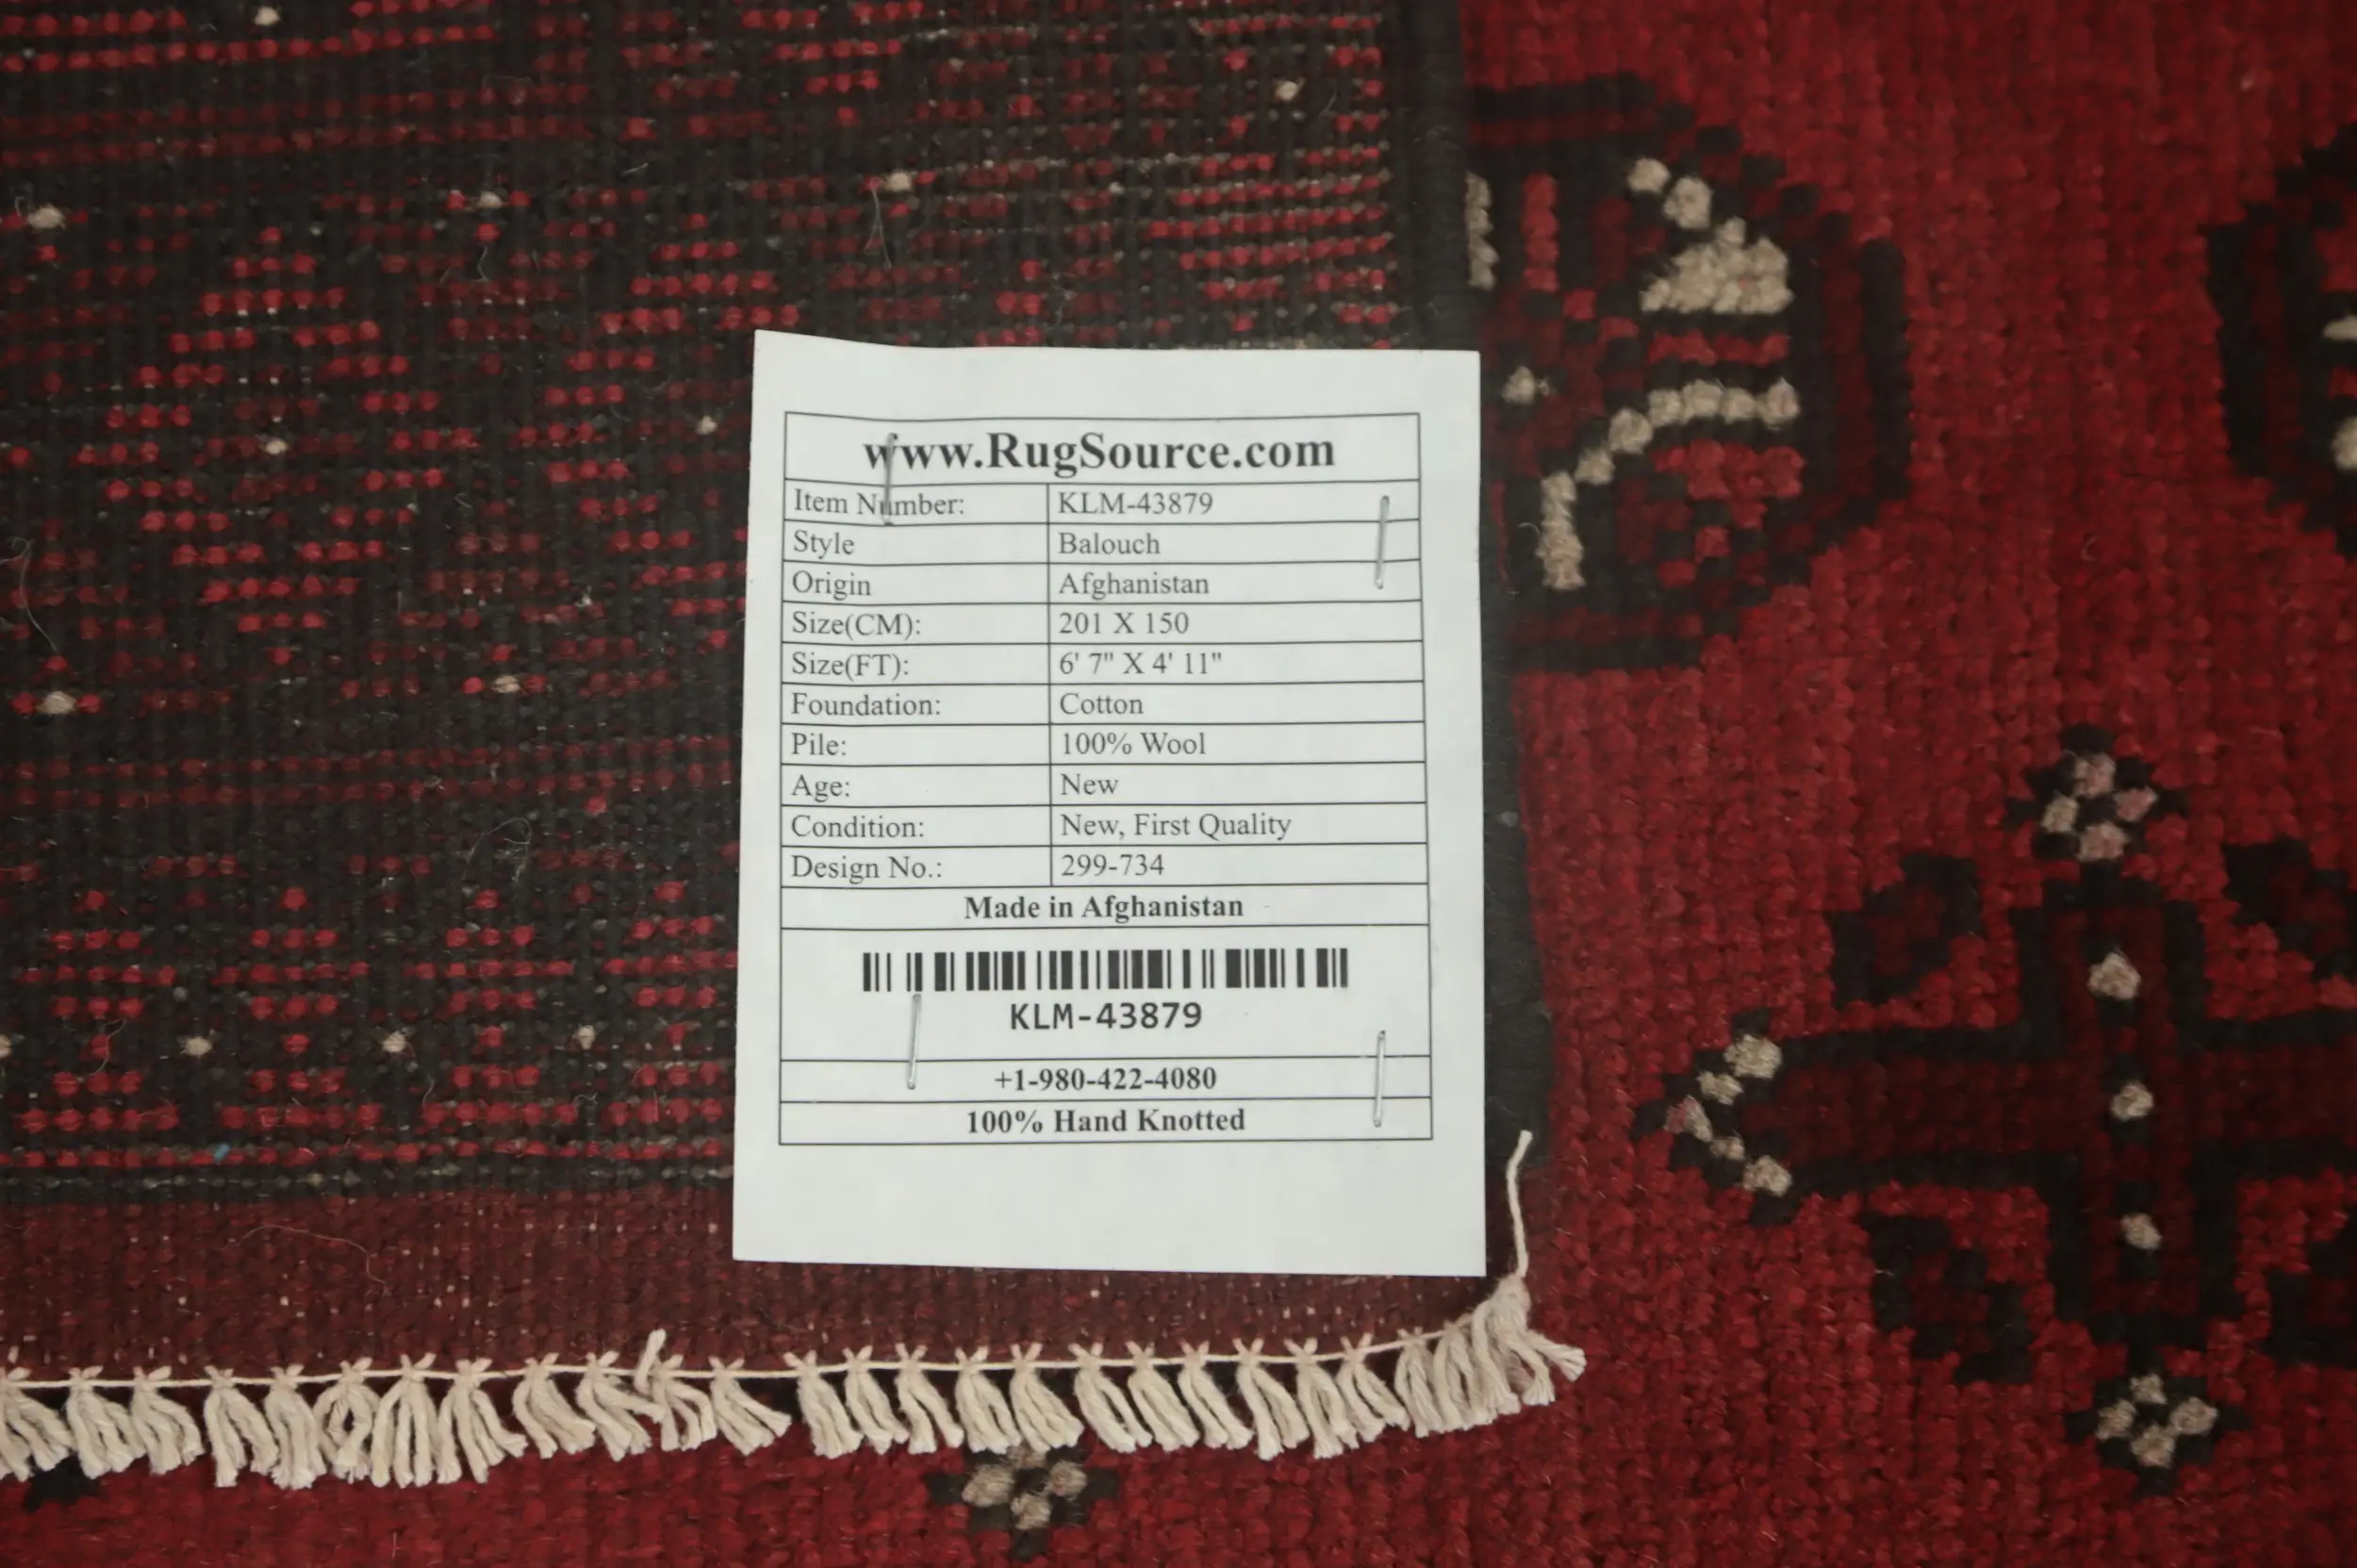 www.RugSource.com
Item Number: KLM-43879
Style Balouch
Origin Afghanistan
Size(CM): 201 X 150
Size(FT): 6' 7" X 4' 11"
Foundation: Cotton
Pile: 100% Wool
Age: New
Condition: New, First Quality
Design No.: 299-734
Made in Afghanistan
KLM-43879
+1-980-422-4080
100% Hand Knotted